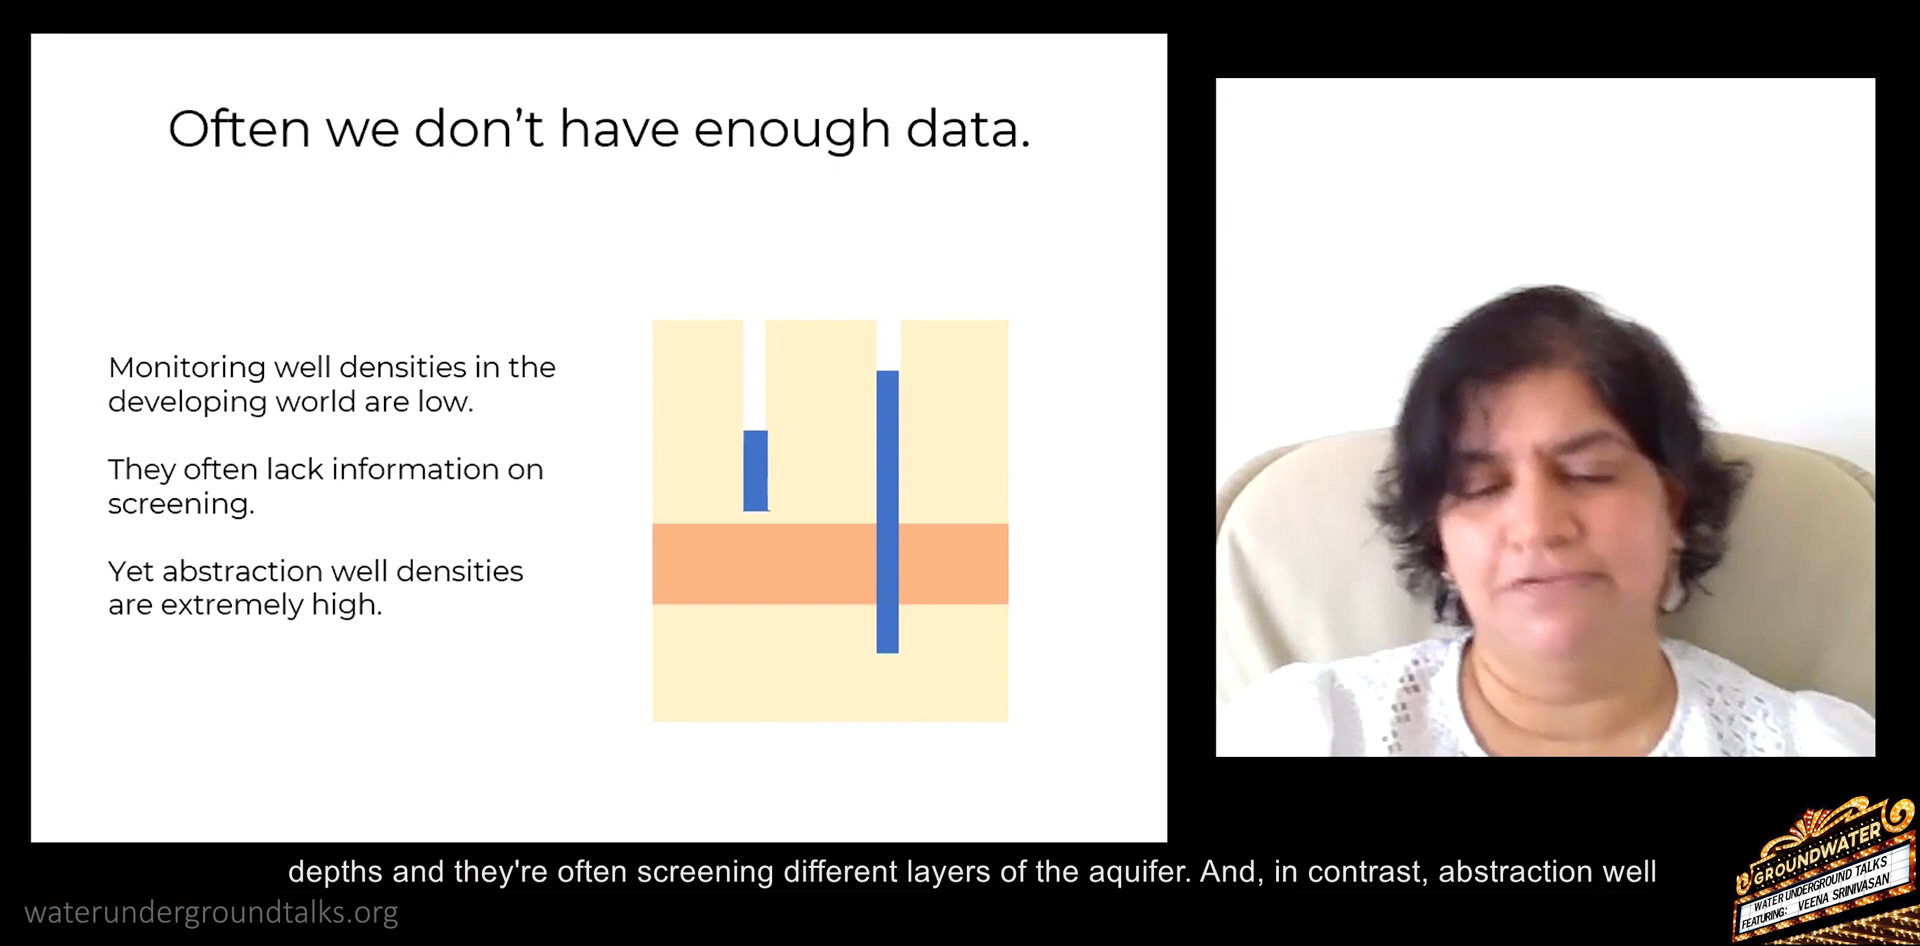 Often we don't have enough data.
Monitoring well densities in the
developing world are low.
They often lack information on
screening.
Yet abstraction well densities
are extremely high.
depths and they're often screening different layers of the aquifer. And, in contrast, abstraction well
waterundergroundtalks.org
GROUNDWATER
WATER UNDERGROUND TALKS
FEATURING: VEENA SRINIVASAN